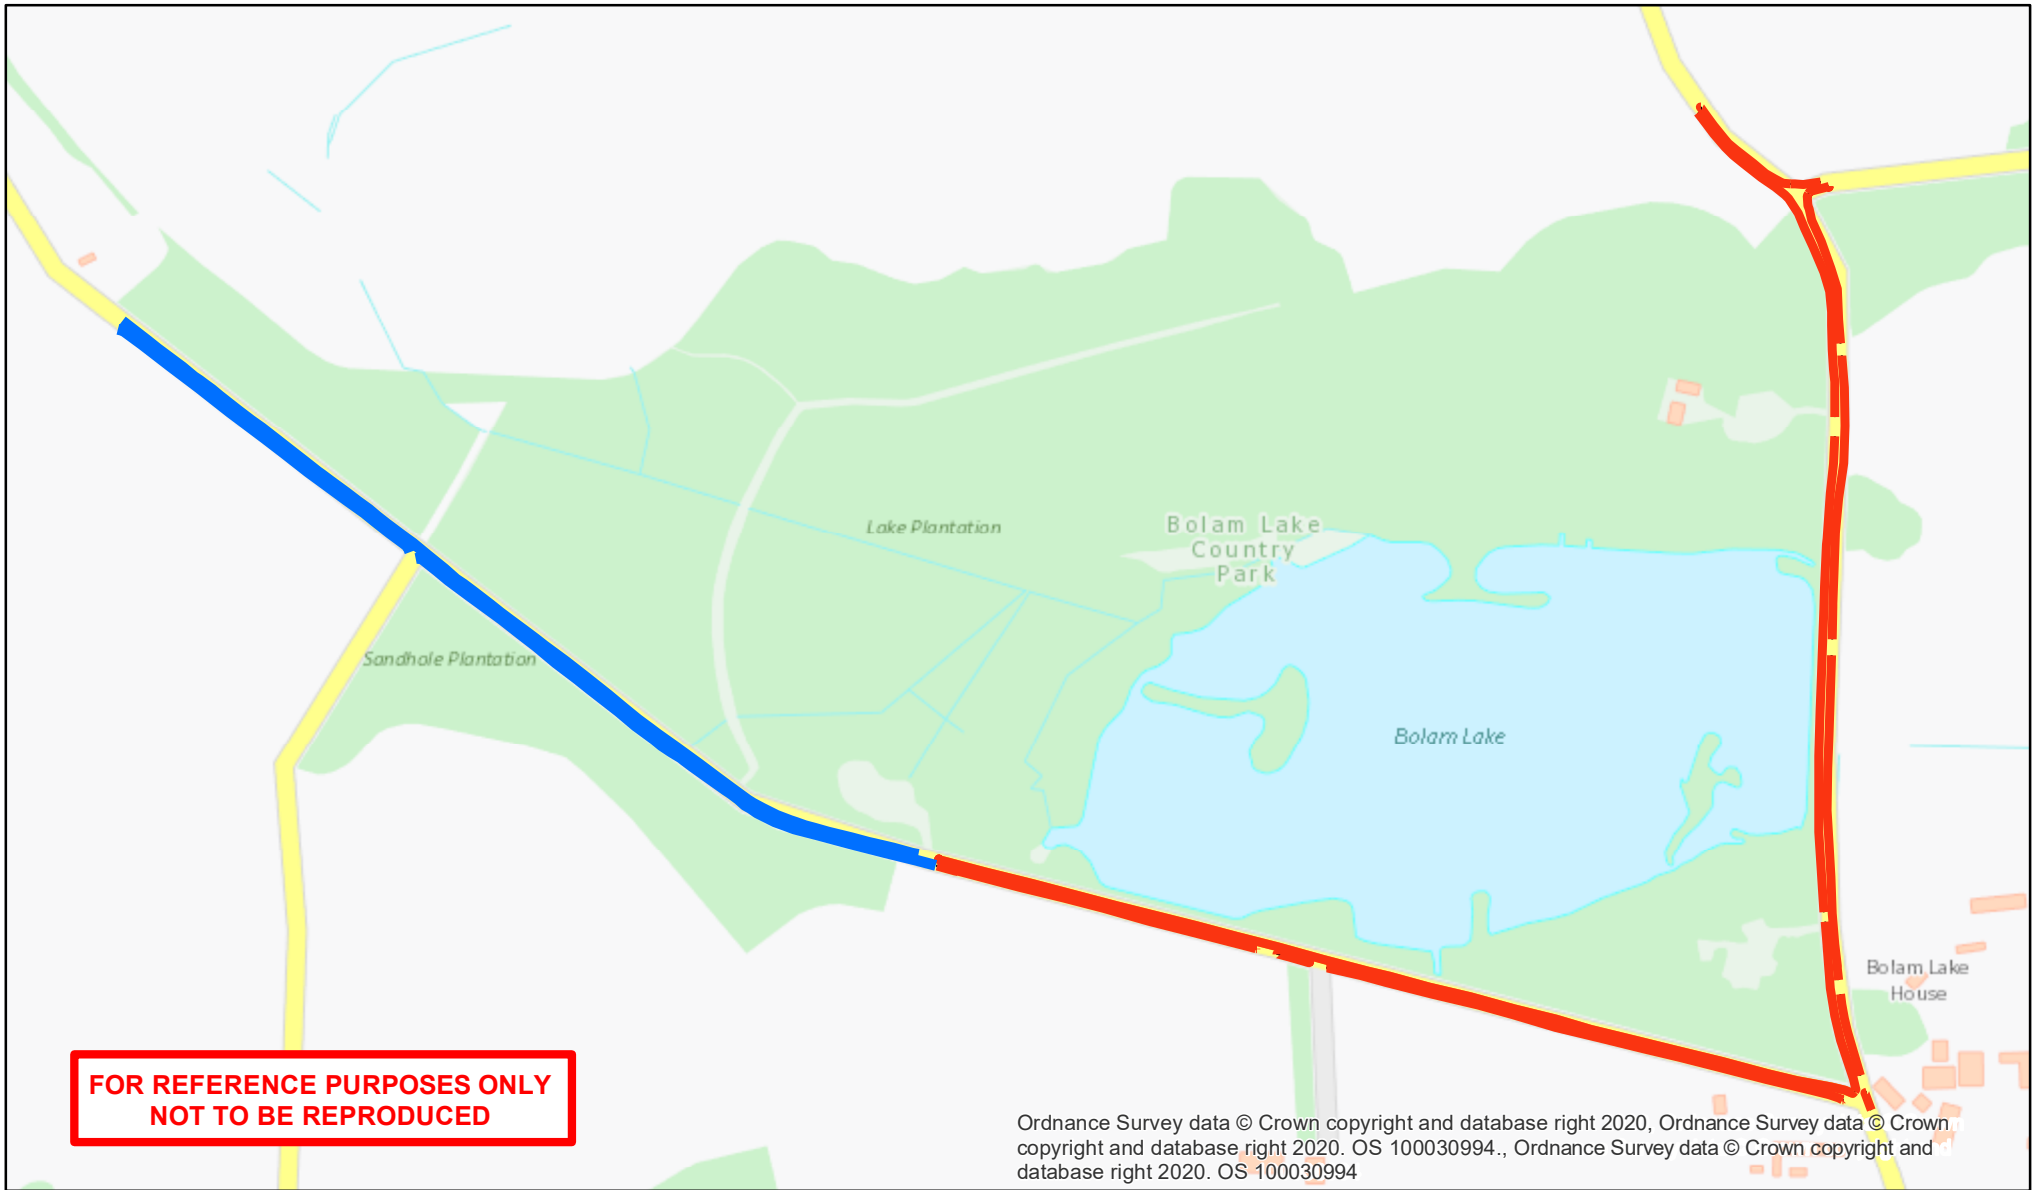 Lake Plantation
Bolam Lake
Country
Park
Sandhole Plantation
Bolam Lake
Bolam Lake
House
FOR REFERENCE PURPOSES ONLY
NOT TO BE REPRODUCED
Ordnance Survey data © Crown copyright and database right 2020, Ordnance Survey data © Crown
copyright and database right 2020. OS 100030994., Ordnance Survey data © Crown copyright and
database right 2020. OS 100030994